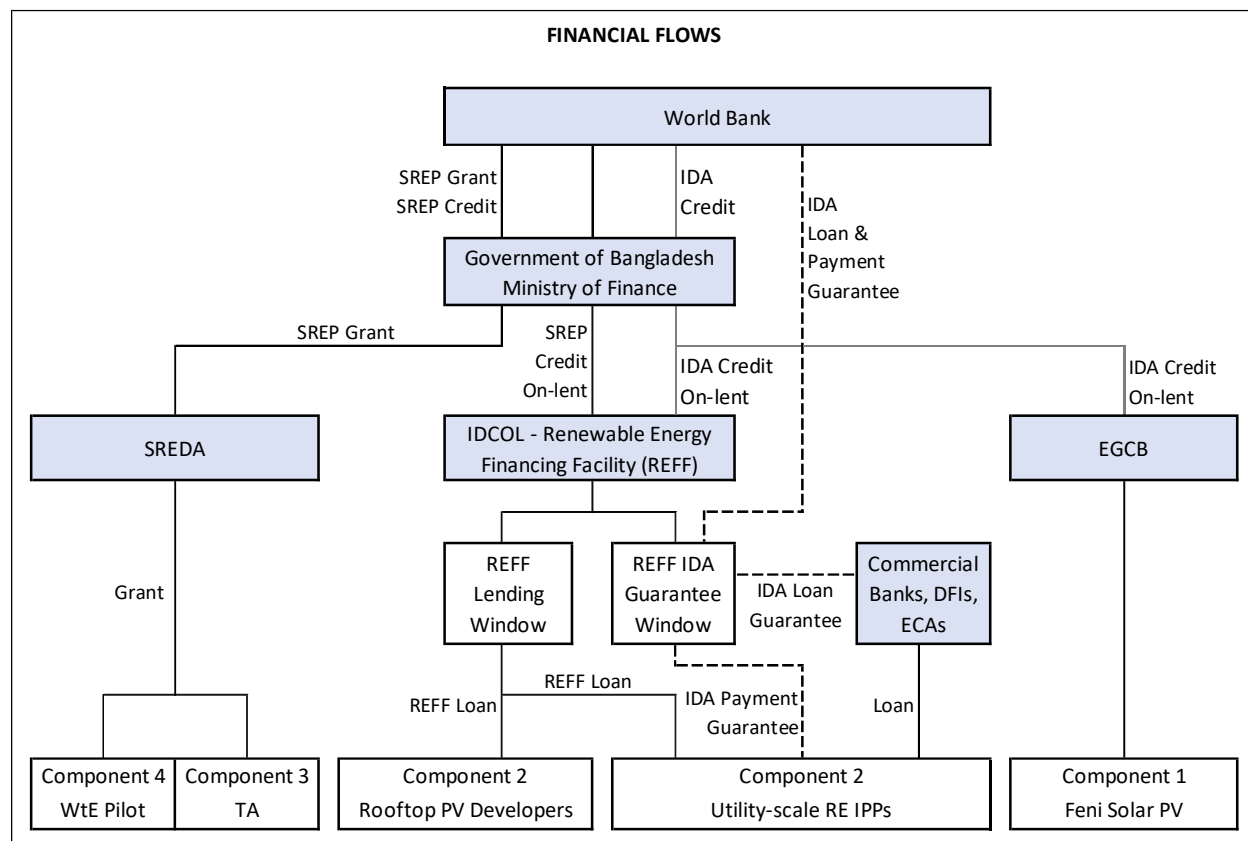 FINANCIAL FLOWS
World Bank
SREP Grant
SREP Credit
IDA
Credit
IDA
Loan &
Payment
Guarantee
Government of Bangladesh
Ministry of Finance
SREP Grant
SREP
Credit
On-lent
IDA Credit
On-lent
IDA Credit
On-lent
SREDA
IDCOL - Renewable Energy
Financing Facility (REFF)
EGCB
Grant
REFF
Lending
Window
REFF IDA
Guarantee
Window
IDA Loan
Guarantee
Commercial
Banks, DFIs,
ECAs
REFF Loan
REFF Loan
IDA Payment
Guarantee
Loan
Component 4
WtE Pilot
Component 3
TA
Component 2
Rooftop PV Developers
Component 2
Utility-scale RE IPPs
Component 1
Feni Solar PV